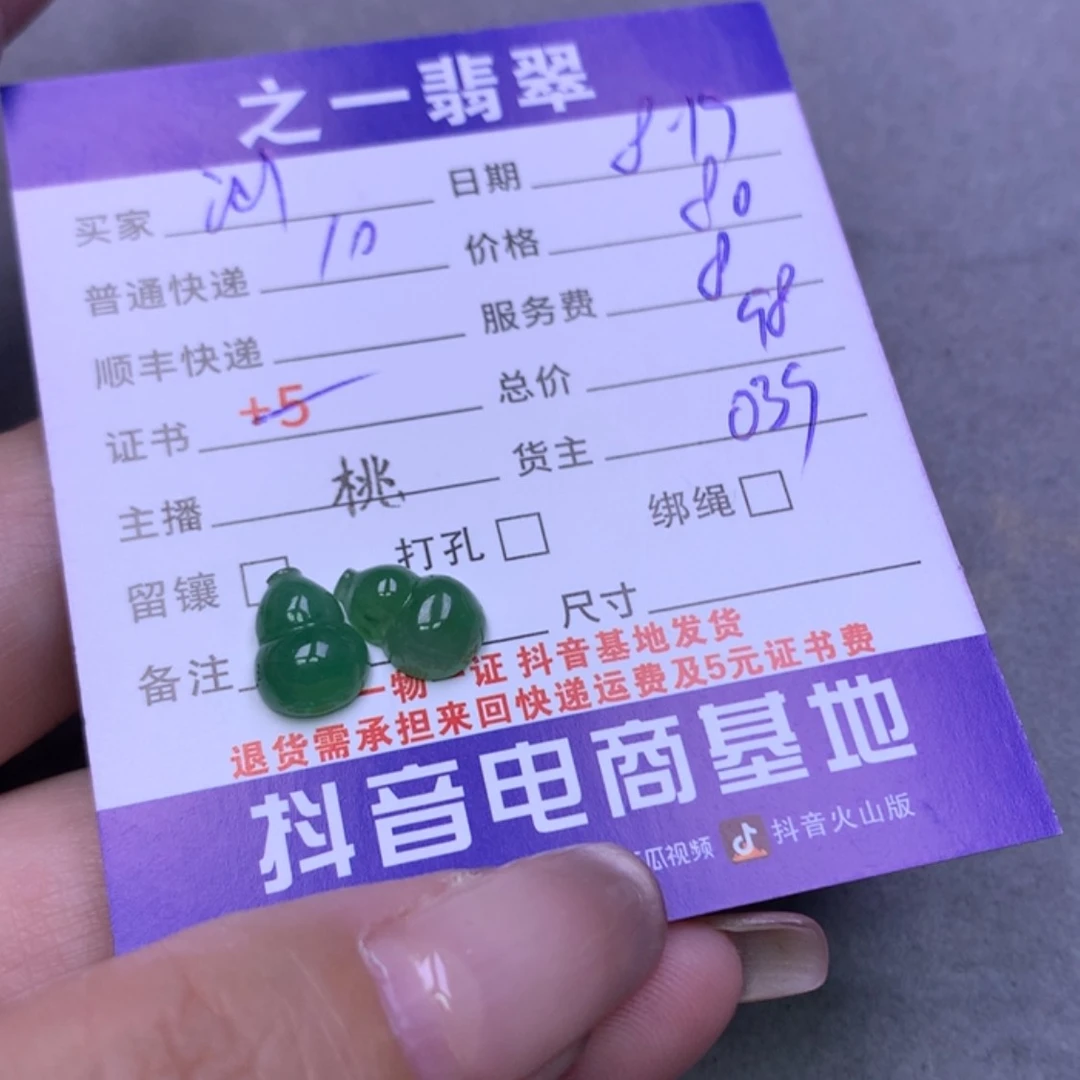 之一翡翠
买家 日期 8.19
普通快递 10 价格 80
顺丰快递 服务费 8
证书 +5 总价 98
主播 桃 货主 039
留镶 打孔 绑绳
备注 尺寸
一物一证 抖音基地发货
退货需承担来回快递运费及5元证书费
抖音电商基地
瓜视频 抖音火山版